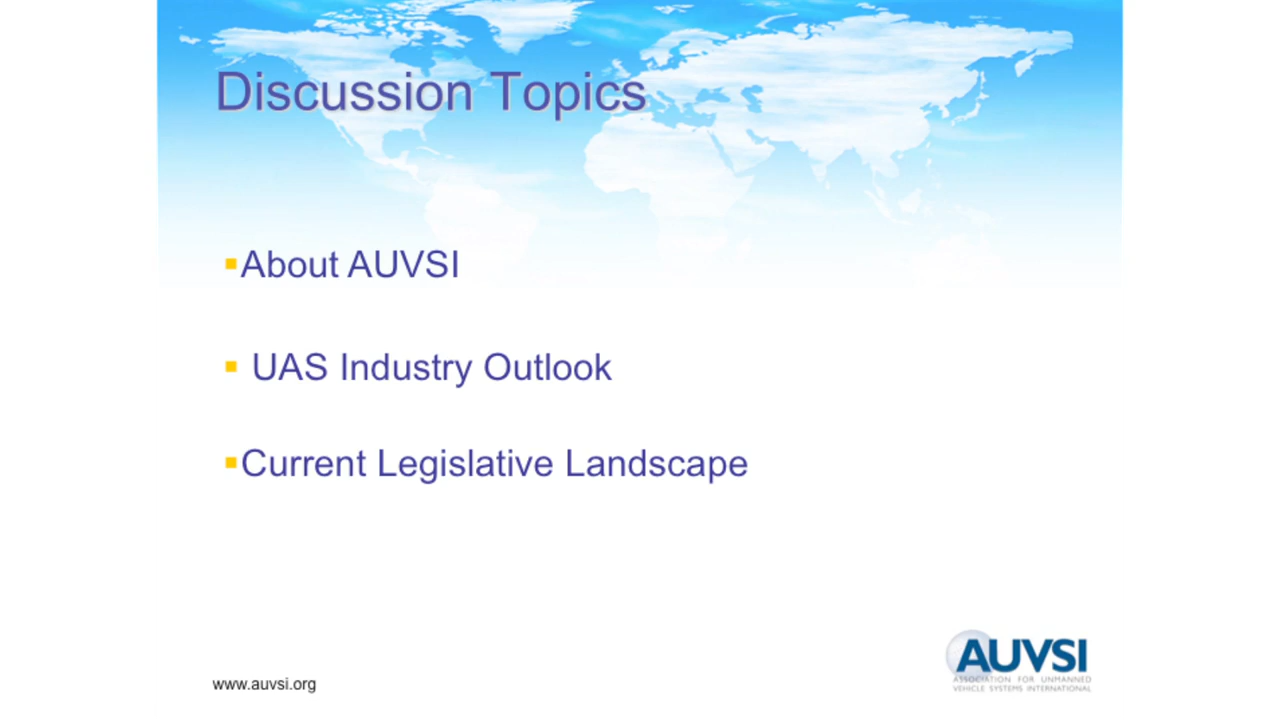 Discussion Topics
▪About AUVSI
▪ UAS Industry Outlook
▪Current Legislative Landscape
www.auvsi.org
AUVSI
ASSOCIATION FOR UNMANNED
VEHICLE SYSTEMS INTERNATIONAL